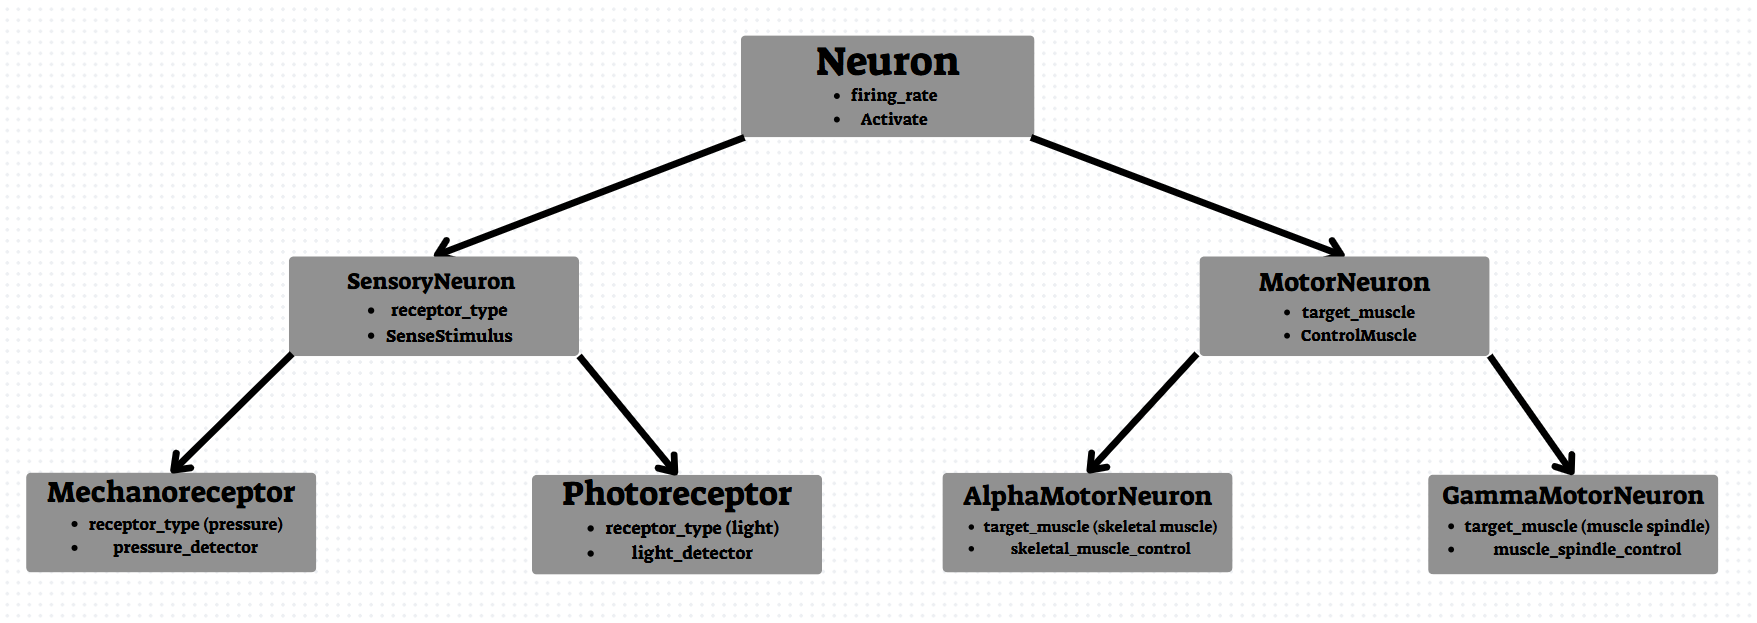 Neuron
• firing_rate
• Activate
SensoryNeuron
• receptor_type
• SenseStimulus
MotorNeuron
• target_muscle
• ControlMuscle
Mechanoreceptor
• receptor_type (pressure)
• pressure_detector
Photoreceptor
• receptor_type (light)
• light_detector
AlphaMotorNeuron
• target_muscle (skeletal muscle)
• skeletal_muscle_control
GammaMotorNeuron
• target_muscle (muscle spindle)
• muscle_spindle_control